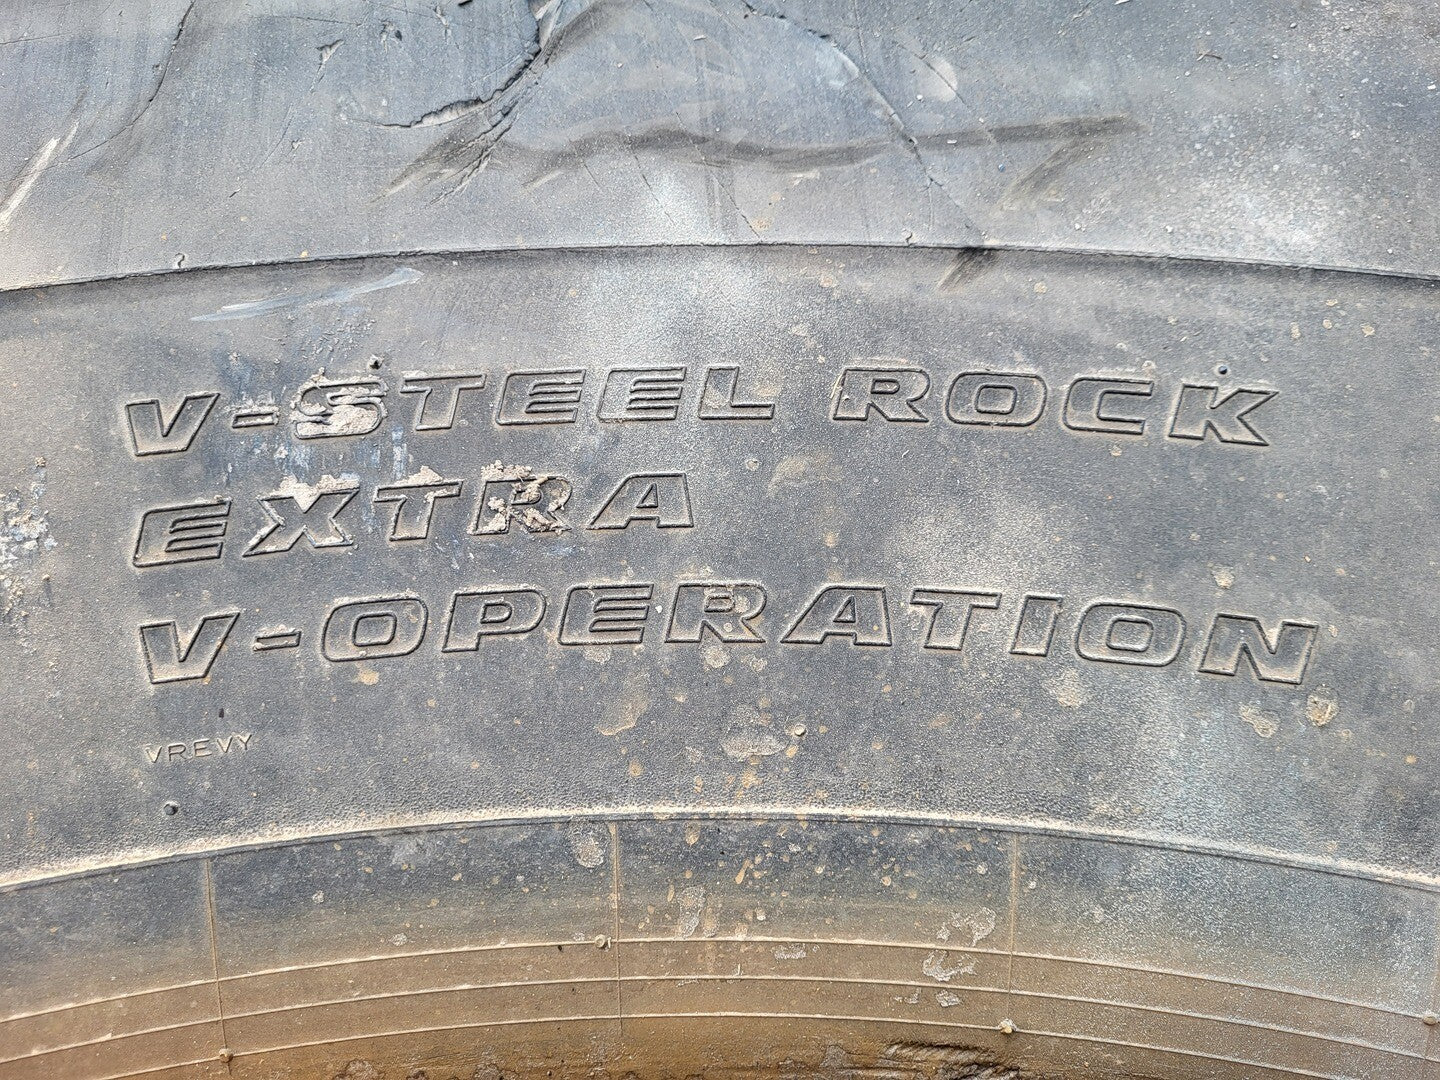 V-STEEL ROCK
EXTRA
V-OPERATION
VREVY